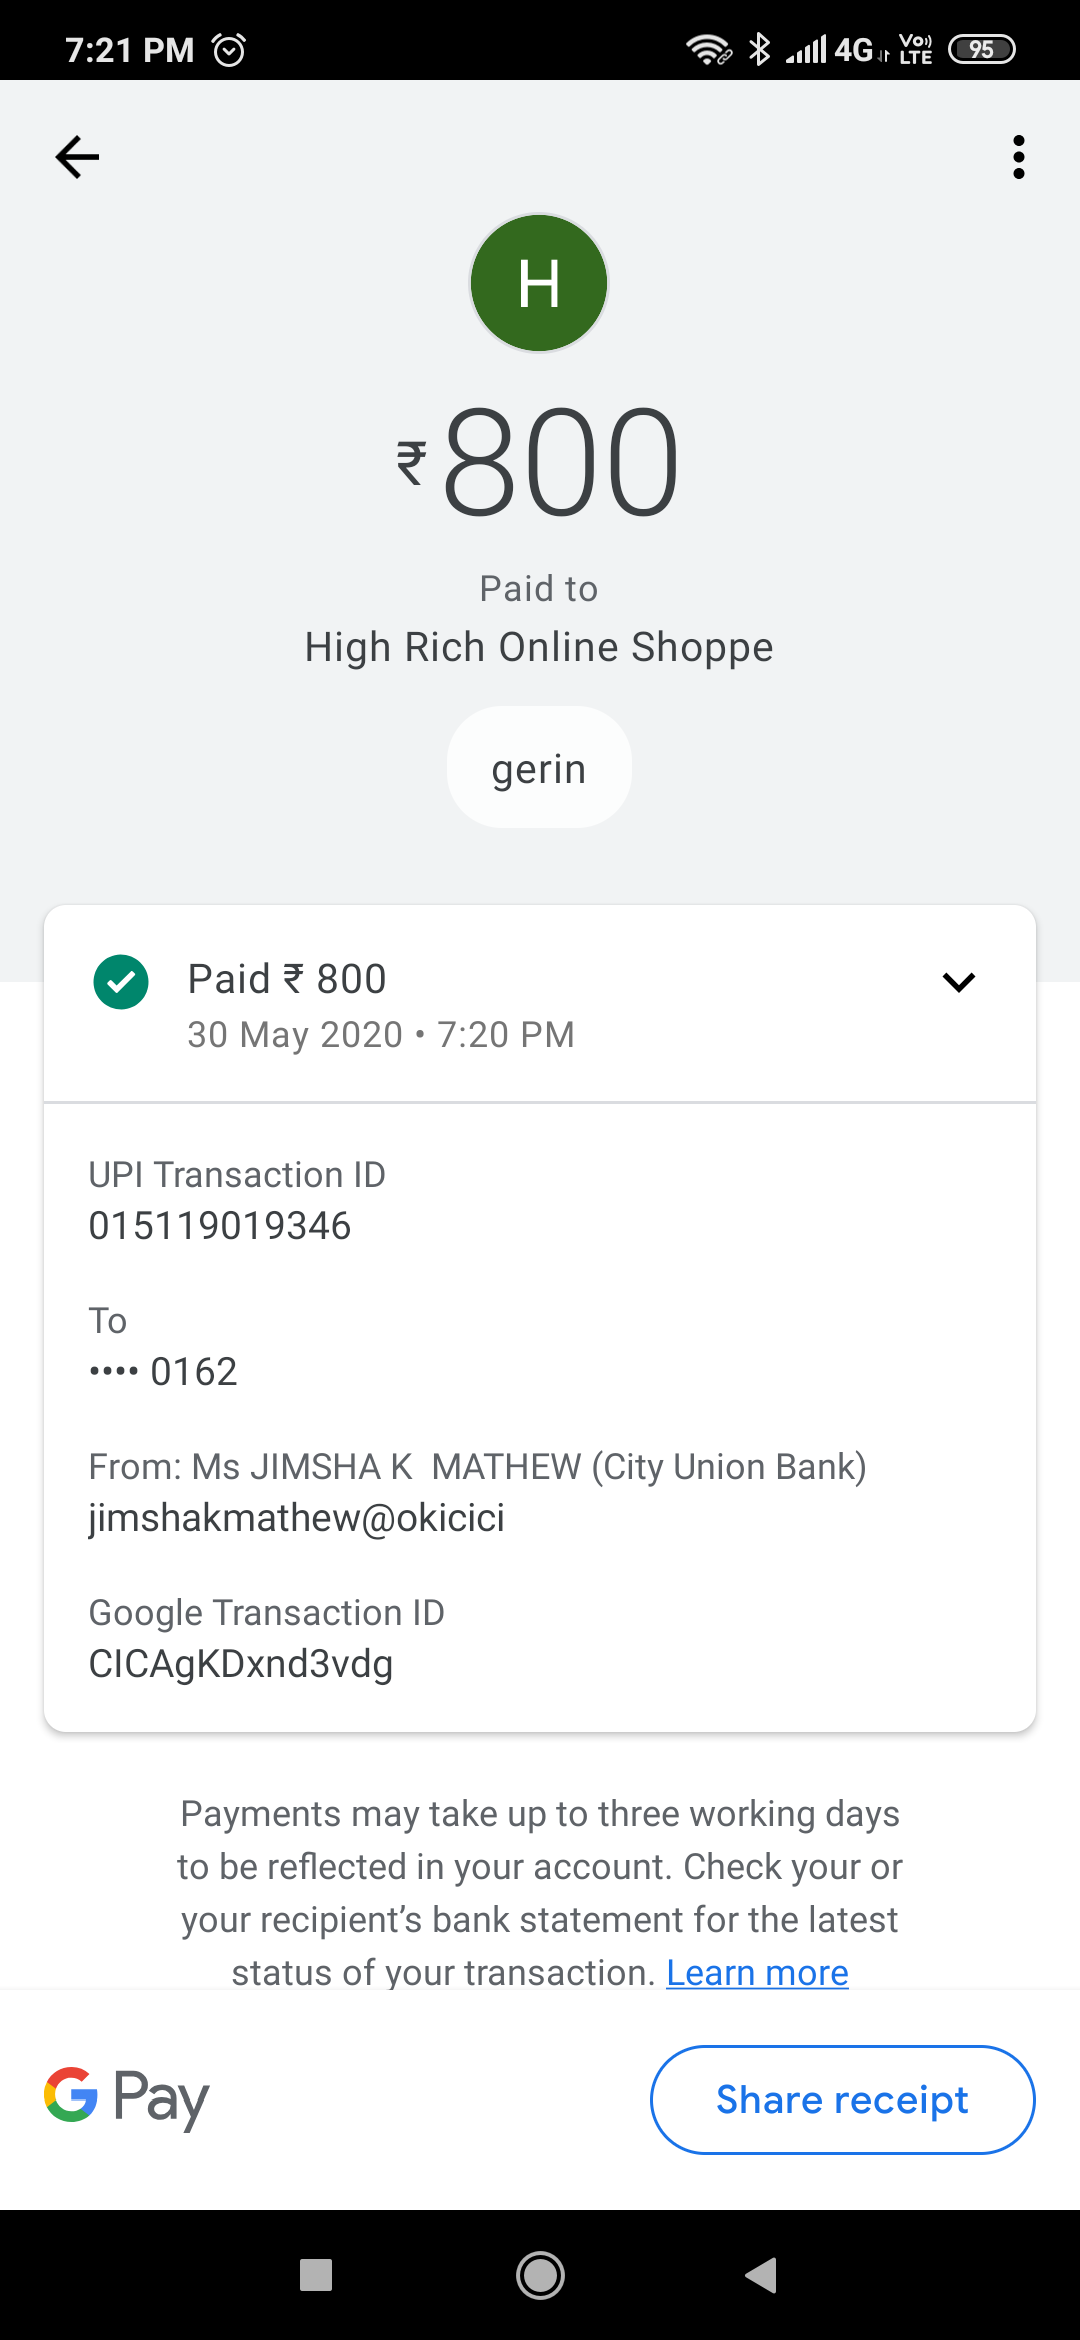 7:21 PM
4G Vo)) LTE 95
H
₹800
Paid to
High Rich Online Shoppe
gerin
Paid ₹ 800
30 May 2020 • 7:20 PM
UPI Transaction ID
015119019346
To
•••• 0162
From: Ms JIMSHA K  MATHEW (City Union Bank)
jimshakmathew@okicici
Google Transaction ID
CICAgKDxnd3vdg
Payments may take up to three working days
to be reflected in your account. Check your or
your recipient’s bank statement for the latest
status of your transaction. Learn more
G Pay
Share receipt